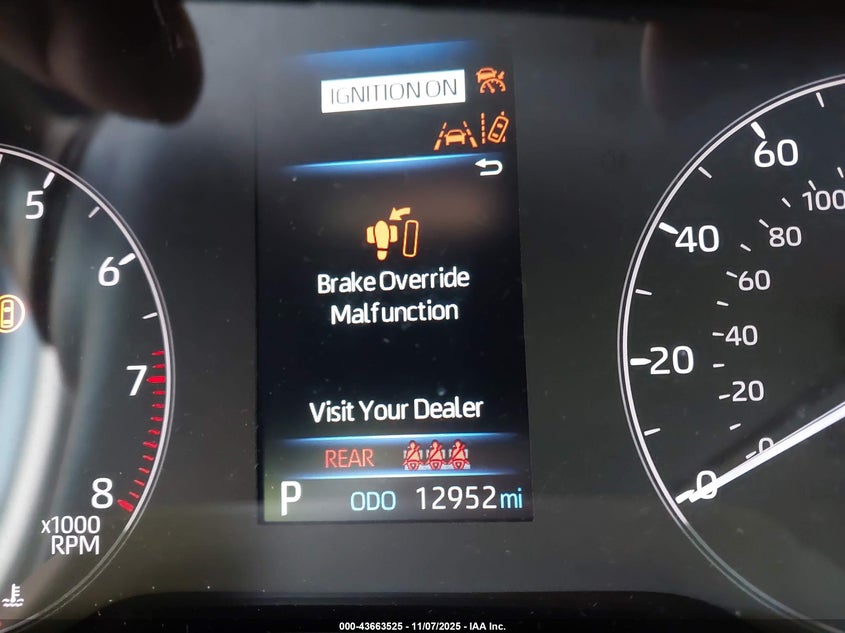 IGNITION ON
5
6
7
8
x1000
RPM
Brake Override
Malfunction
Visit Your Dealer
REAR
P ODO 12952 mi
60
40
20
0
100
80
60
40
20
0
000-43663525 - 11/07/2025 - IAA Inc.